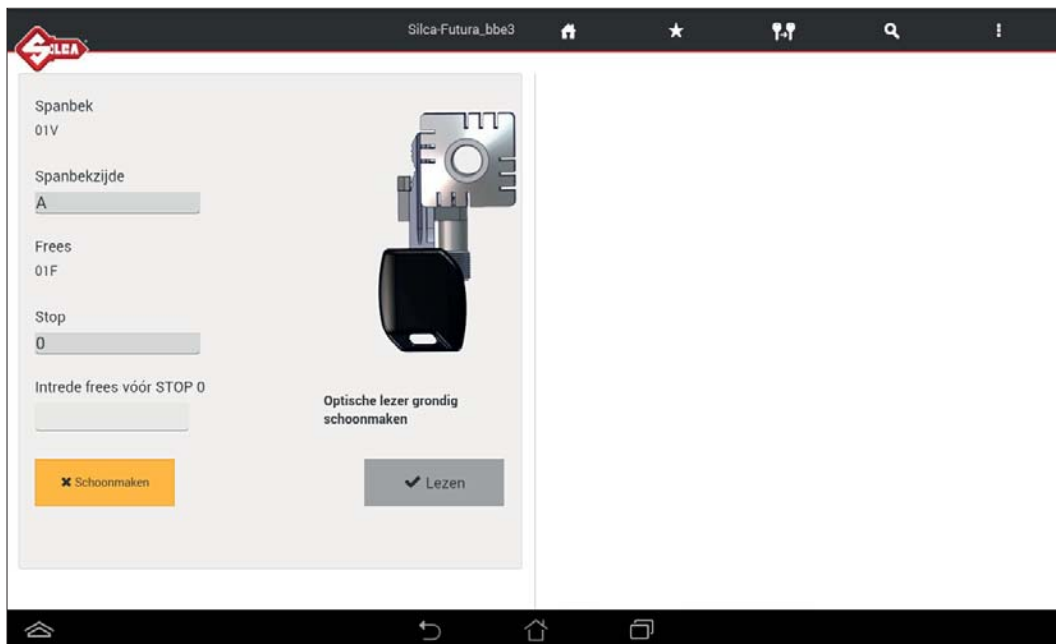 SILCA
Silca-Futura_bbe3
Spanbek
01V
Spanbekzijde
A
Frees
01F
Stop
0
Intrede frees vóór STOP 0
Optische lezer grondig
schoonmaken
Schoonmaken
Lezen